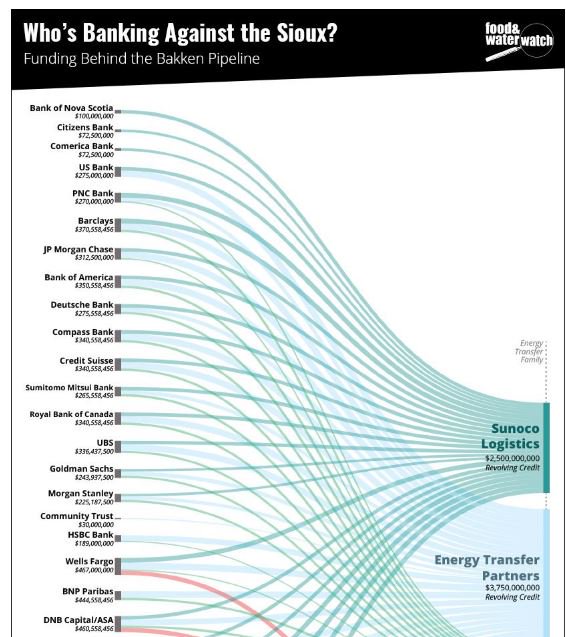 Who's Banking Against the Sioux?
Funding Behind the Bakken Pipeline
food&
waterwatch
Bank of Nova Scotia
$100,000,000
Citizens Bank
$72,500,000
Comerica Bank
$72,500,000
US Bank
$275,000,000
PNC Bank
$270,000,000
Barclays
$370,558,456
JP Morgan Chase
$312,500,000
Bank of America
$350,558,456
Deutsche Bank
$275,558,456
Compass Bank
$340,558,456
Credit Suisse
$340,558,456
Sumitomo Mitsui Bank
$265,558,456
Royal Bank of Canada
$340,558,456
UBS
$336,437,500
Goldman Sachs
$243,937,500
Morgan Stanley
$225,187,500
Community Trust
$30,000,000
HSBC Bank
$189,000,000
Wells Fargo
$467,000,000
BNP Paribas
$444,558,456
DNB Capital/ASA
$460,558,456
Energy
Transfer
Family
Sunoco
Logistics
$2,500,000,000
Revolving Credit
Energy Transfer
Partners
$3,750,000,000
Revolving Credit